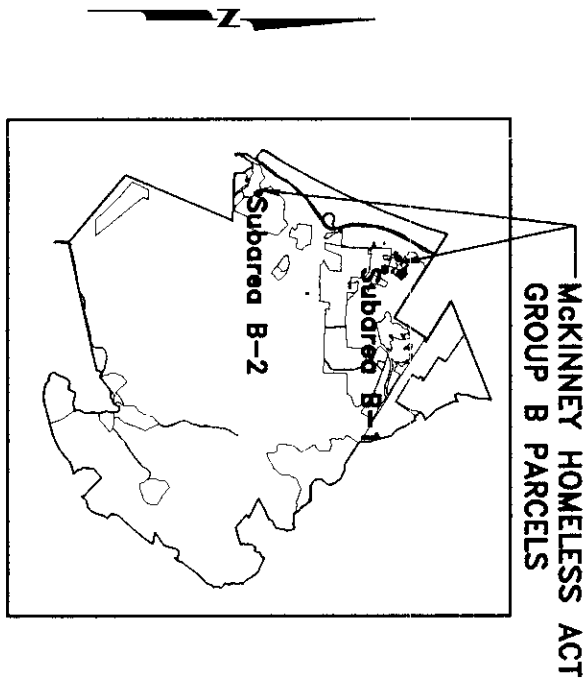 McKINNEY HOMELESS ACT
GROUP B PARCELS
Subarea B-1
Subarea B-2
N